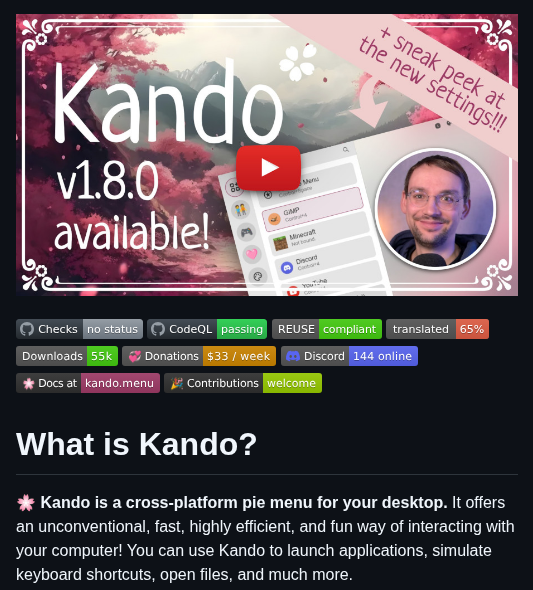 + sneak peek at
the new settings!!!
Kando
v1.8.0
available!
Menu
GIMP
Minecraft
Discord
YouTube
Checks no status
CodeQL passing
REUSE compliant
translated 65%
Downloads 55k
Donations $33 / week
Discord 144 online
Docs at kando.menu
Contributions welcome
What is Kando?
Kando is a cross-platform pie menu for your desktop. It offers
an unconventional, fast, highly efficient, and fun way of interacting with
your computer! You can use Kando to launch applications, simulate
keyboard shortcuts, open files, and much more.